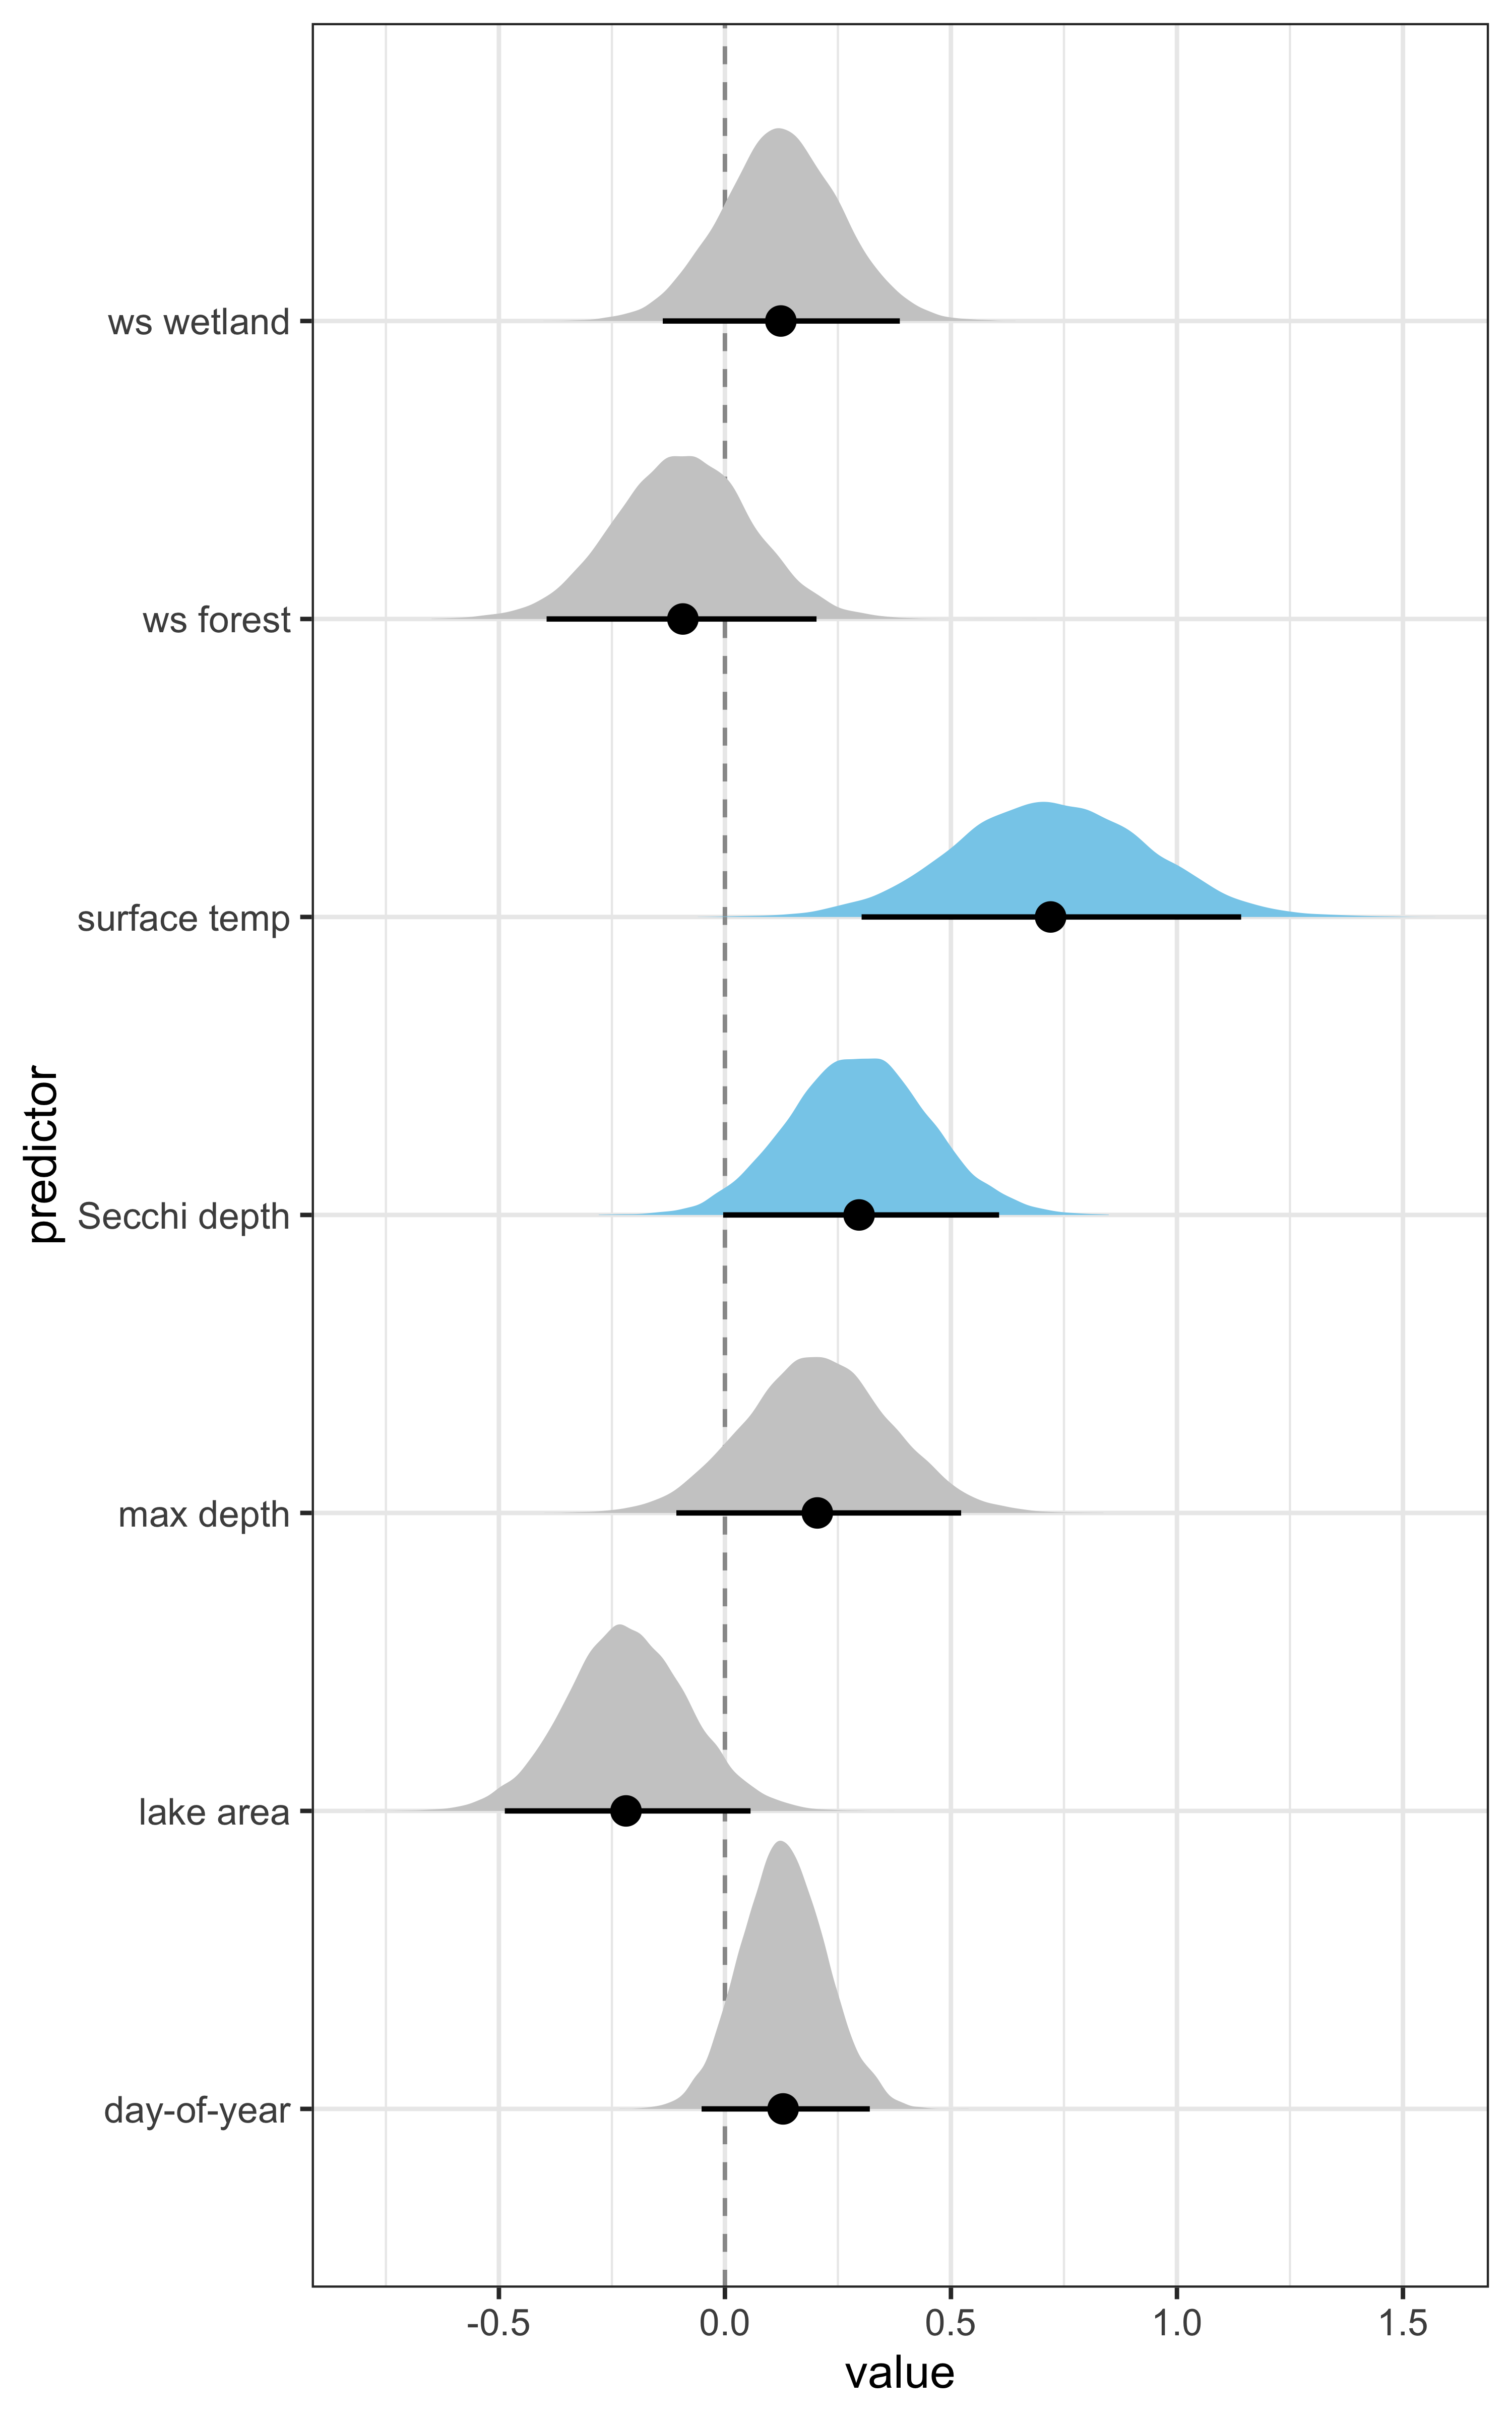 predictor
ws wetland
ws forest
surface temp
Secchi depth
max depth
lake area
day-of-year
-0.5 0.0 0.5 1.0 1.5
value